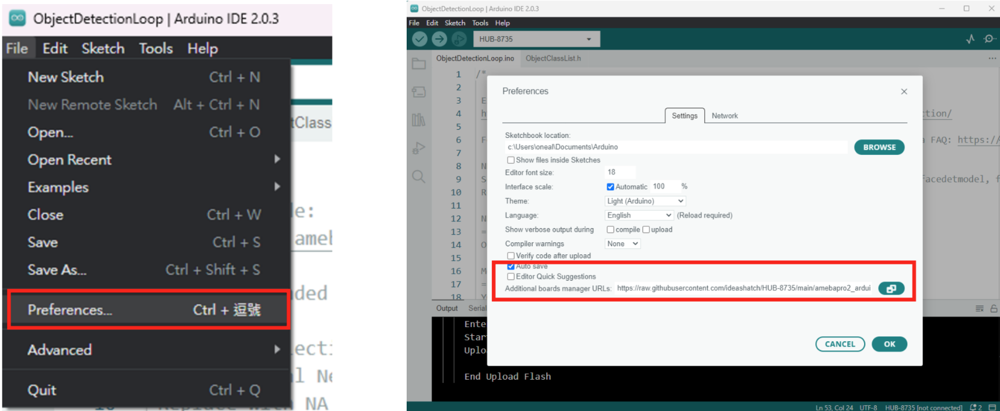 ObjectDetectionLoop | Arduino IDE 2.0.3
File Edit Sketch Tools Help
New Sketch Ctrl + N
New Remote Sketch Alt + Ctrl + N
Open... Ctrl + O
Open Recent
Examples
Close Ctrl + W
Save Ctrl + S
Save As... Ctrl + Shift + S
Preferences... Ctrl + 逗號
Advanced
Quit Ctrl + Q
tClass
e:
ameb
nded
ecti
l Ne
NA
ObjectDetectionLoop | Arduino IDE 2.0.3
File Edit Sketch Tools Help
HUB-8735
ObjectDetectionLoop.ino ObjectClassList.h
1 /*
2
3 E
4 h tion/
5
6 F a FAQ: https://
7
8 N
9 S facedetmodel, f
10 R
11
12 N
13 =
14 O
15
16 M
17 =
18 Y
Preferences
Settings Network
Sketchbook location:
c:\Users\oneal\Documents\Arduino BROWSE
Show files inside Sketches
Editor font size: 18
Interface scale: Automatic 100 %
Theme: Light (Arduino)
Language: English (Reload required)
Show verbose output during compile upload
Compiler warnings None
Verify code after upload
Auto save
Editor Quick Suggestions
Additional boards manager URLs: https://raw.githubusercontent.com/ideashatch/HUB-8735/main/amebapro2_ardui
CANCEL OK
Output Serial
Ente
Star
Uplo
End Upload Flash
Ln 53, Col 24 UTF-8 HUB-8735 [not connected] 2